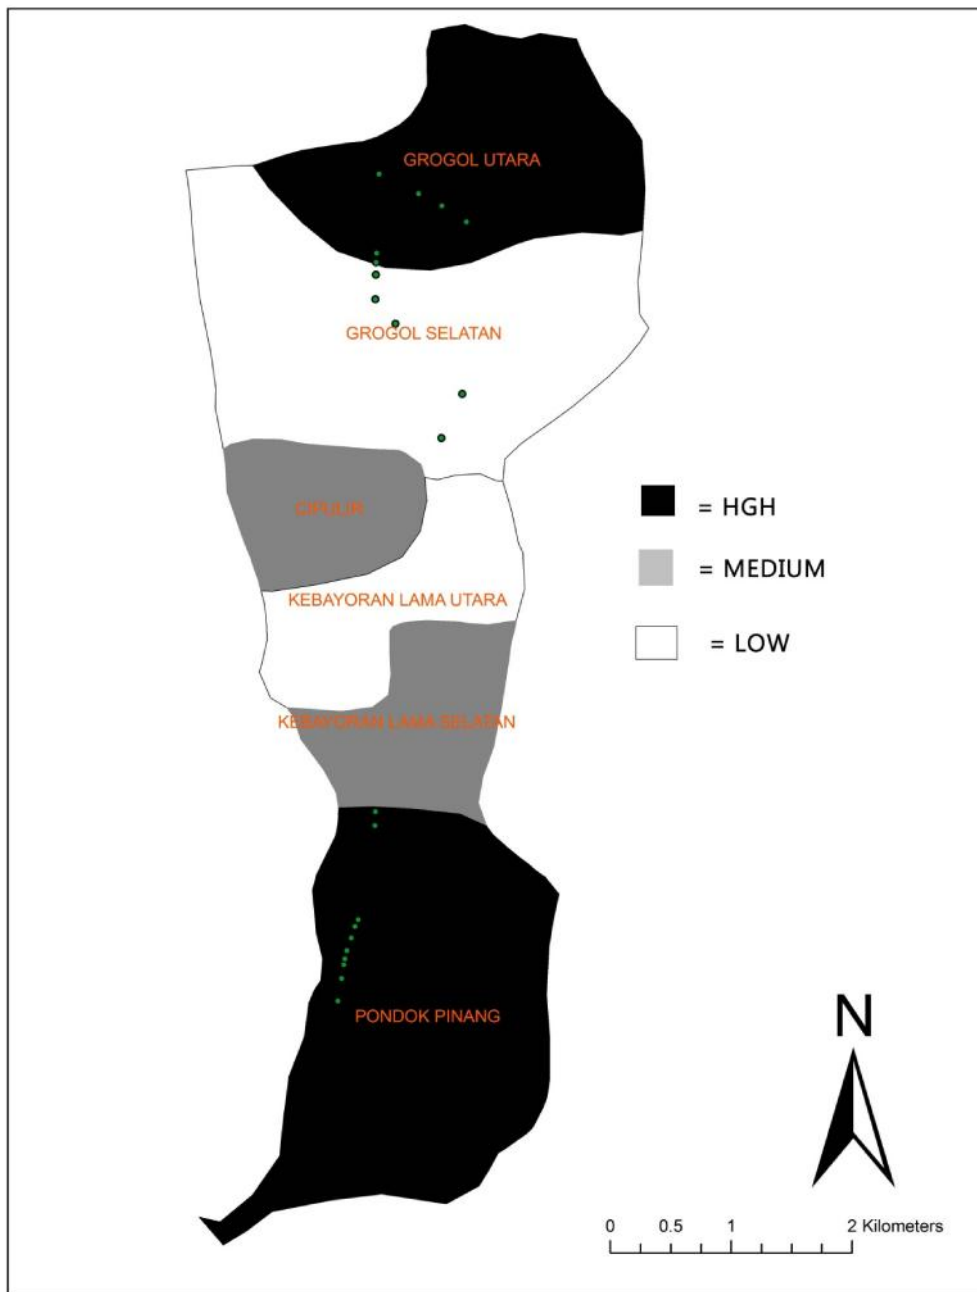 GROGOL UTARA
GROGOL SELATAN
CIPULIR
= HGH
= MEDIUM
KEBAYORAN LAMA UTARA
= LOW
KEBAYORAN LAMA SELATAN
PONDOK PINANG
N
0 0.5 1 2 Kilometers